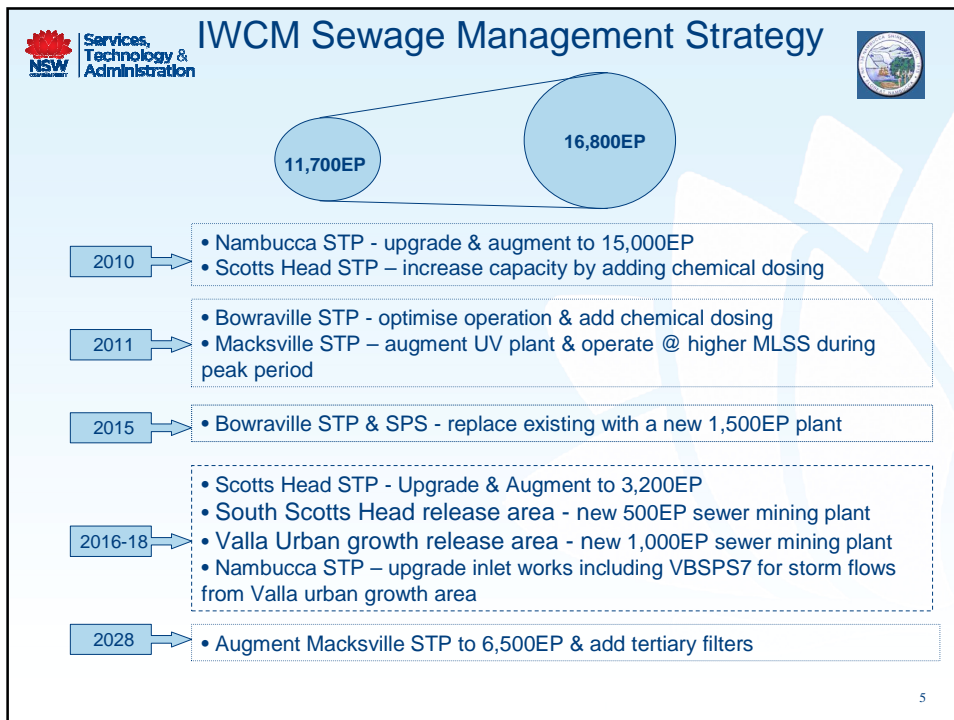 IWCM Sewage Management Strategy
NSW
GOVERNMENT
Services,
Technology &
Administration
11,700EP
16,800EP
2010
• Nambucca STP - upgrade & augment to 15,000EP
• Scotts Head STP – increase capacity by adding chemical dosing
2011
• Bowraville STP - optimise operation & add chemical dosing
• Macksville STP – augment UV plant & operate @ higher MLSS during
peak period
2015
• Bowraville STP & SPS - replace existing with a new 1,500EP plant
2016-18
• Scotts Head STP - Upgrade & Augment to 3,200EP
• South Scotts Head release area - new 500EP sewer mining plant
• Valla Urban growth release area - new 1,000EP sewer mining plant
• Nambucca STP – upgrade inlet works including VBSPS7 for storm flows
from Valla urban growth area
2028
• Augment Macksville STP to 6,500EP & add tertiary filters
5